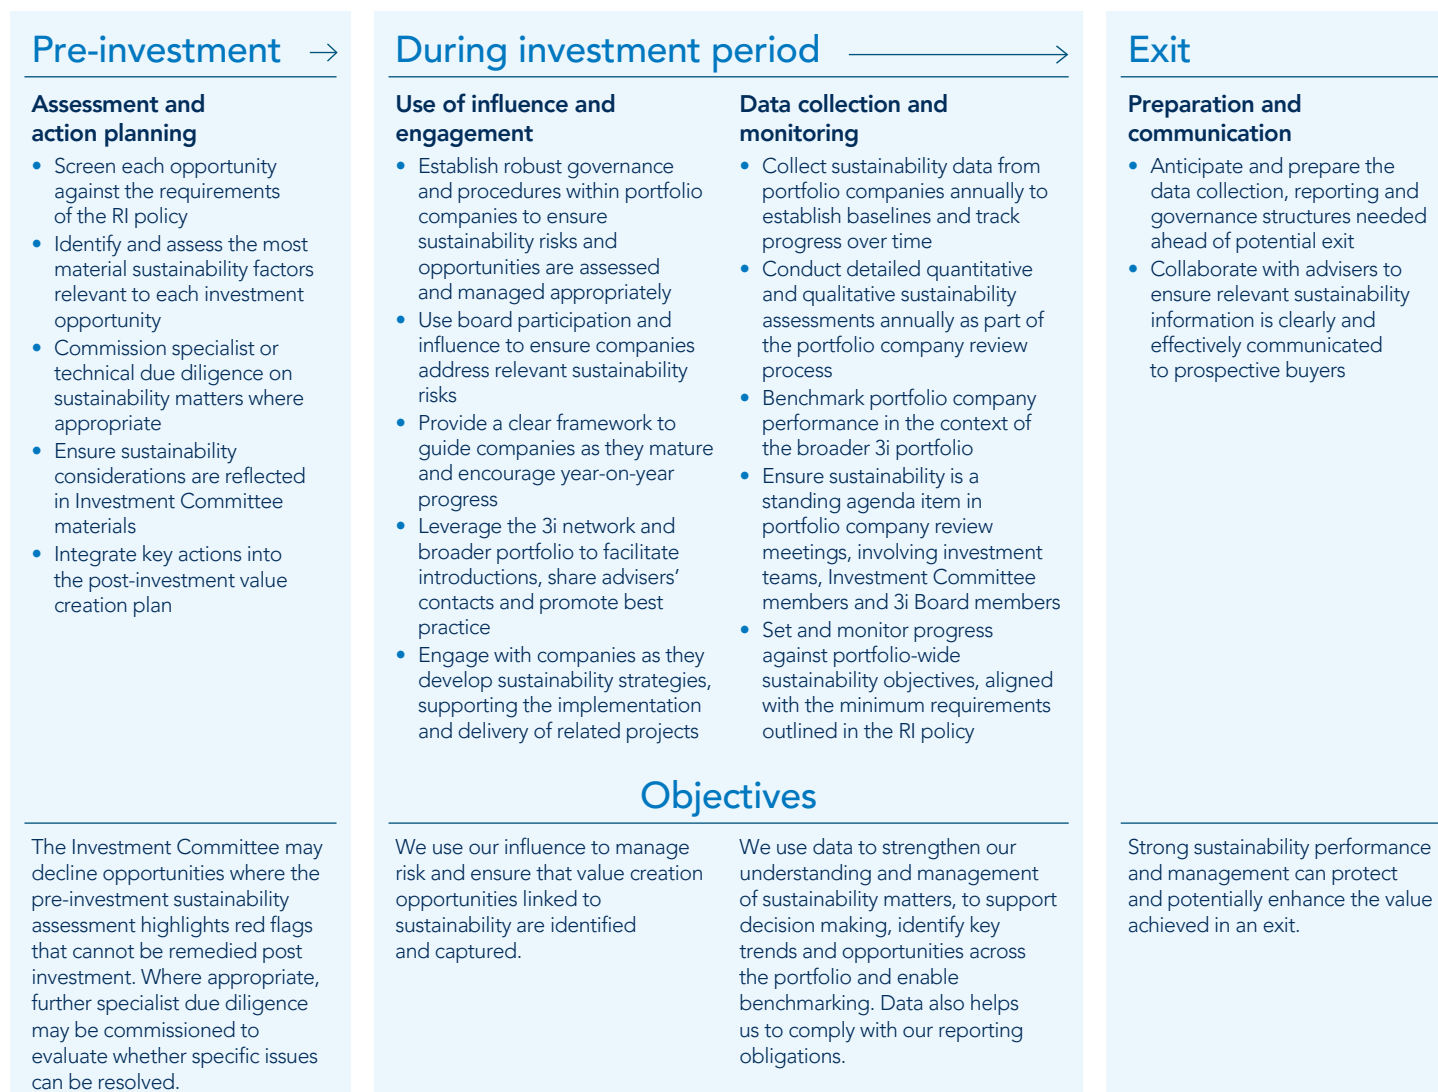 Pre-investment
Assessment and
action planning
• Screen each opportunity
against the requirements
of the RI policy
• Identify and assess the most
material sustainability factors
relevant to each investment
opportunity
• Commission specialist or
technical due diligence on
sustainability matters where
appropriate
• Ensure sustainability
considerations are reflected
in Investment Committee
materials
• Integrate key actions into
the post-investment value
creation plan
During investment period
Use of influence and
engagement
• Establish robust governance
and procedures within portfolio
companies to ensure
sustainability risks and
opportunities are assessed
and managed appropriately
• Use board participation and
influence to ensure companies
address relevant sustainability
risks
• Provide a clear framework to
guide companies as they mature
and encourage year-on-year
progress
• Leverage the 3i network and
broader portfolio to facilitate
introductions, share advisers’
contacts and promote best
practice
• Engage with companies as they
develop sustainability strategies,
supporting the implementation
and delivery of related projects
Data collection and
monitoring
• Collect sustainability data from
portfolio companies annually to
establish baselines and track
progress over time
• Conduct detailed quantitative
and qualitative sustainability
assessments annually as part of
the portfolio company review
process
• Benchmark portfolio company
performance in the context of
the broader 3i portfolio
• Ensure sustainability is a
standing agenda item in
portfolio company review
meetings, involving investment
teams, Investment Committee
members and 3i Board members
• Set and monitor progress
against portfolio-wide
sustainability objectives, aligned
with the minimum requirements
outlined in the RI policy
Exit
Preparation and
communication
• Anticipate and prepare the
data collection, reporting and
governance structures needed
ahead of potential exit
• Collaborate with advisers to
ensure relevant sustainability
information is clearly and
effectively communicated
to prospective buyers
Objectives
The Investment Committee may
decline opportunities where the
pre-investment sustainability
assessment highlights red flags
that cannot be remedied post
investment. Where appropriate,
further specialist due diligence
may be commissioned to
evaluate whether specific issues
can be resolved.
We use our influence to manage
risk and ensure that value creation
opportunities linked to
sustainability are identified
and captured.
We use data to strengthen our
understanding and management
of sustainability matters, to support
decision making, identify key
trends and opportunities across
the portfolio and enable
benchmarking. Data also helps
us to comply with our reporting
obligations.
Strong sustainability performance
and management can protect
and potentially enhance the value
achieved in an exit.